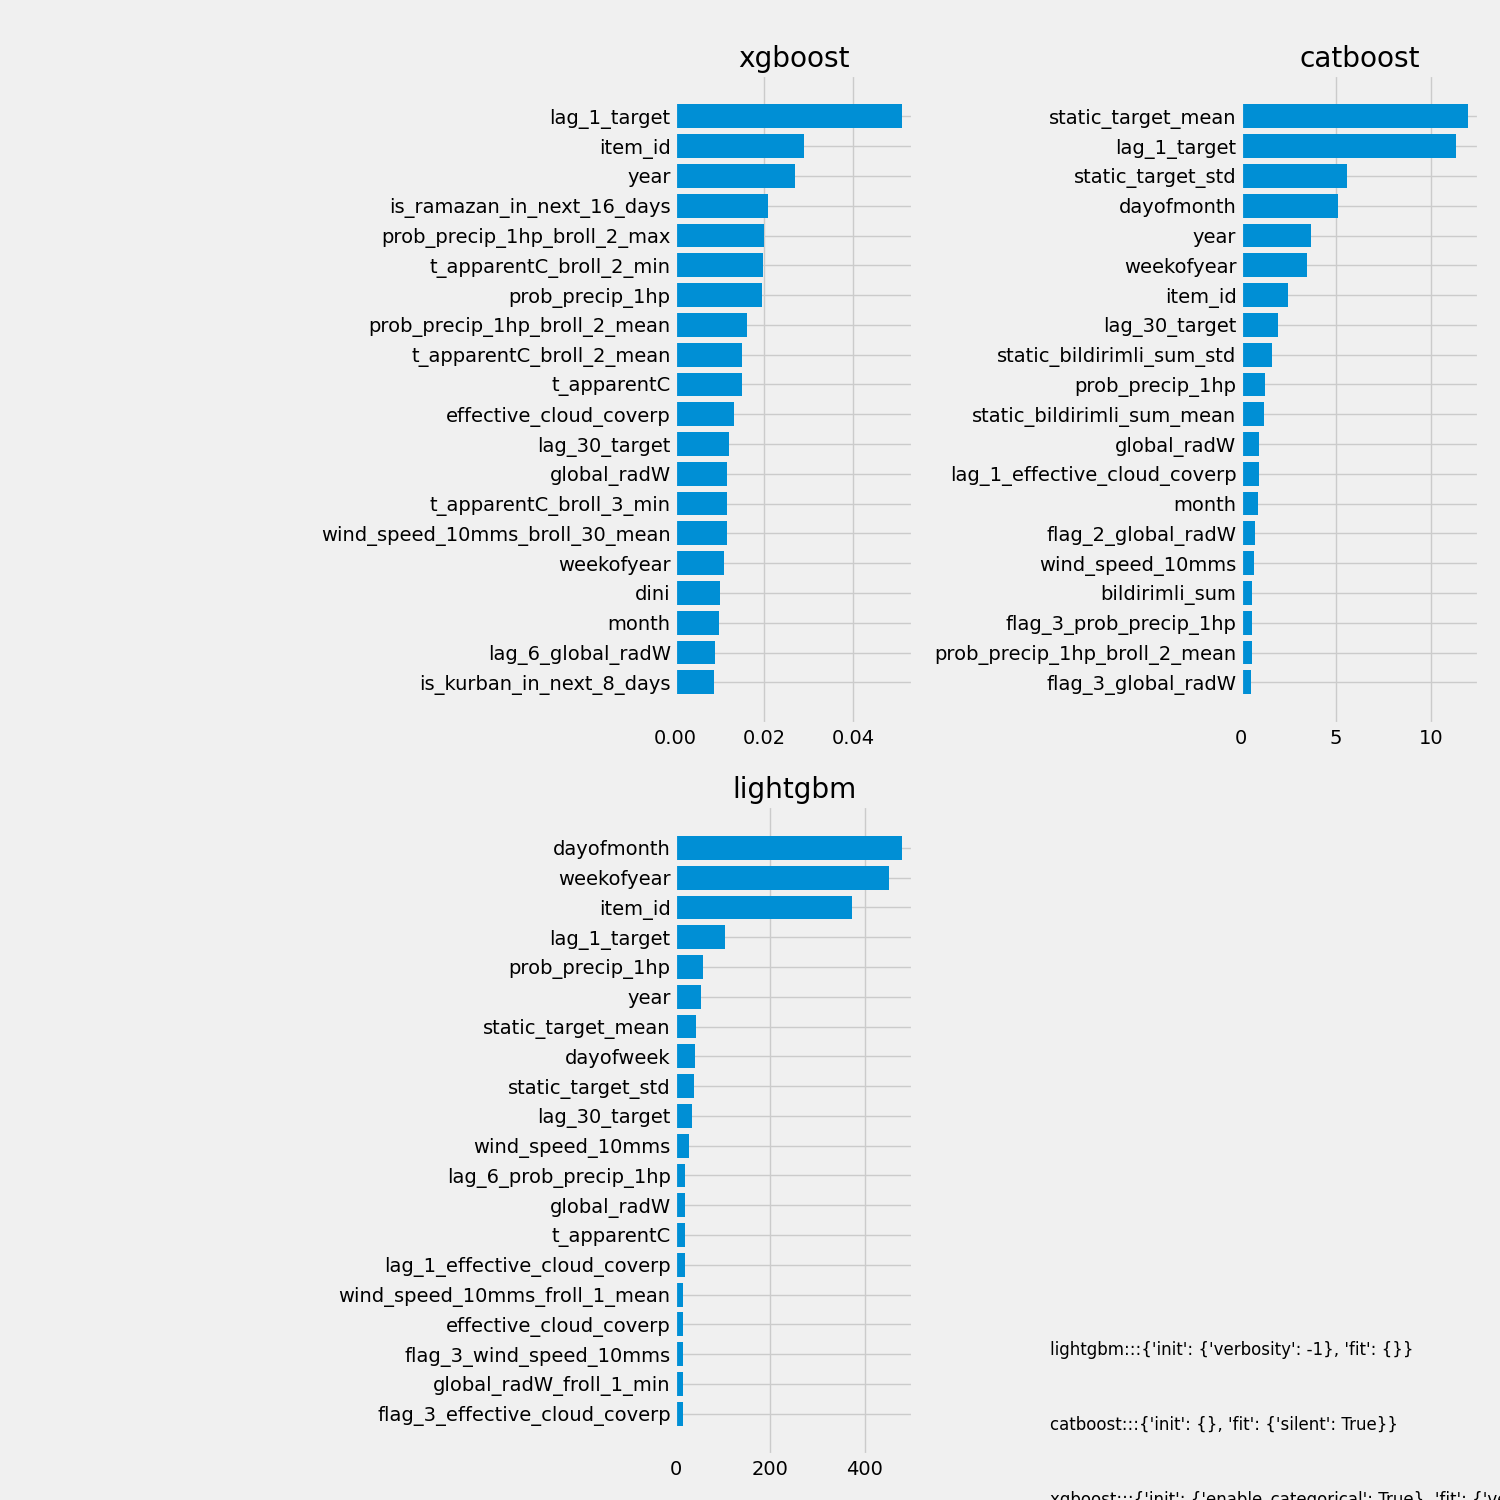 xgboost
lag_1_target
item_id
year
is_ramazan_in_next_16_days
prob_precip_1hp_broll_2_max
t_apparentC_broll_2_min
prob_precip_1hp
prob_precip_1hp_broll_2_mean
t_apparentC_broll_2_mean
t_apparentC
effective_cloud_coverp
lag_30_target
global_radW
t_apparentC_broll_3_min
wind_speed_10mms_broll_30_mean
weekofyear
dini
month
lag_6_global_radW
is_kurban_in_next_8_days
0.00 0.02 0.04
catboost
static_target_mean
lag_1_target
static_target_std
dayofmonth
year
weekofyear
item_id
lag_30_target
static_bildirimli_sum_std
prob_precip_1hp
static_bildirimli_sum_mean
global_radW
lag_1_effective_cloud_coverp
month
flag_2_global_radW
wind_speed_10mms
bildirimli_sum
flag_3_prob_precip_1hp
prob_precip_1hp_broll_2_mean
flag_3_global_radW
0 5 10
lightgbm
dayofmonth
weekofyear
item_id
lag_1_target
prob_precip_1hp
year
static_target_mean
dayofweek
static_target_std
lag_30_target
wind_speed_10mms
lag_6_prob_precip_1hp
global_radW
t_apparentC
lag_1_effective_cloud_coverp
wind_speed_10mms_froll_1_mean
effective_cloud_coverp
flag_3_wind_speed_10mms
global_radW_froll_1_min
flag_3_effective_cloud_coverp
0 200 400
lightgbm:::{'init': {'verbosity': -1}, 'fit': {}}
catboost:::{'init': {}, 'fit': {'silent': True}}
xgboost:::{'init': {'enable_categorical': True}, 'fit': {